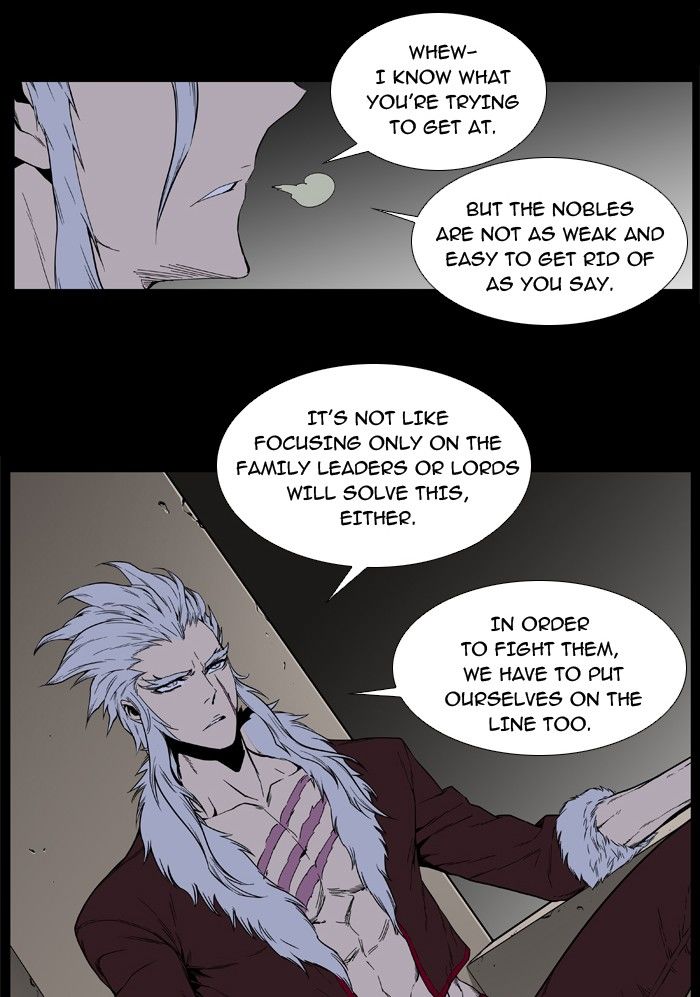 WHEW-
I KNOW WHAT
YOU'RE TRYING
TO GET AT.
BUT THE NOBLES
ARE NOT AS WEAK AND
EASY TO GET RID OF
AS YOU SAY.
IT'S NOT LIKE
FOCUSING ONLY ON THE
FAMILY LEADERS OR LORDS
WILL SOLVE THIS,
EITHER.
IN ORDER
TO FIGHT THEM,
WE HAVE TO PUT
OURSELVES ON THE
LINE TOO.